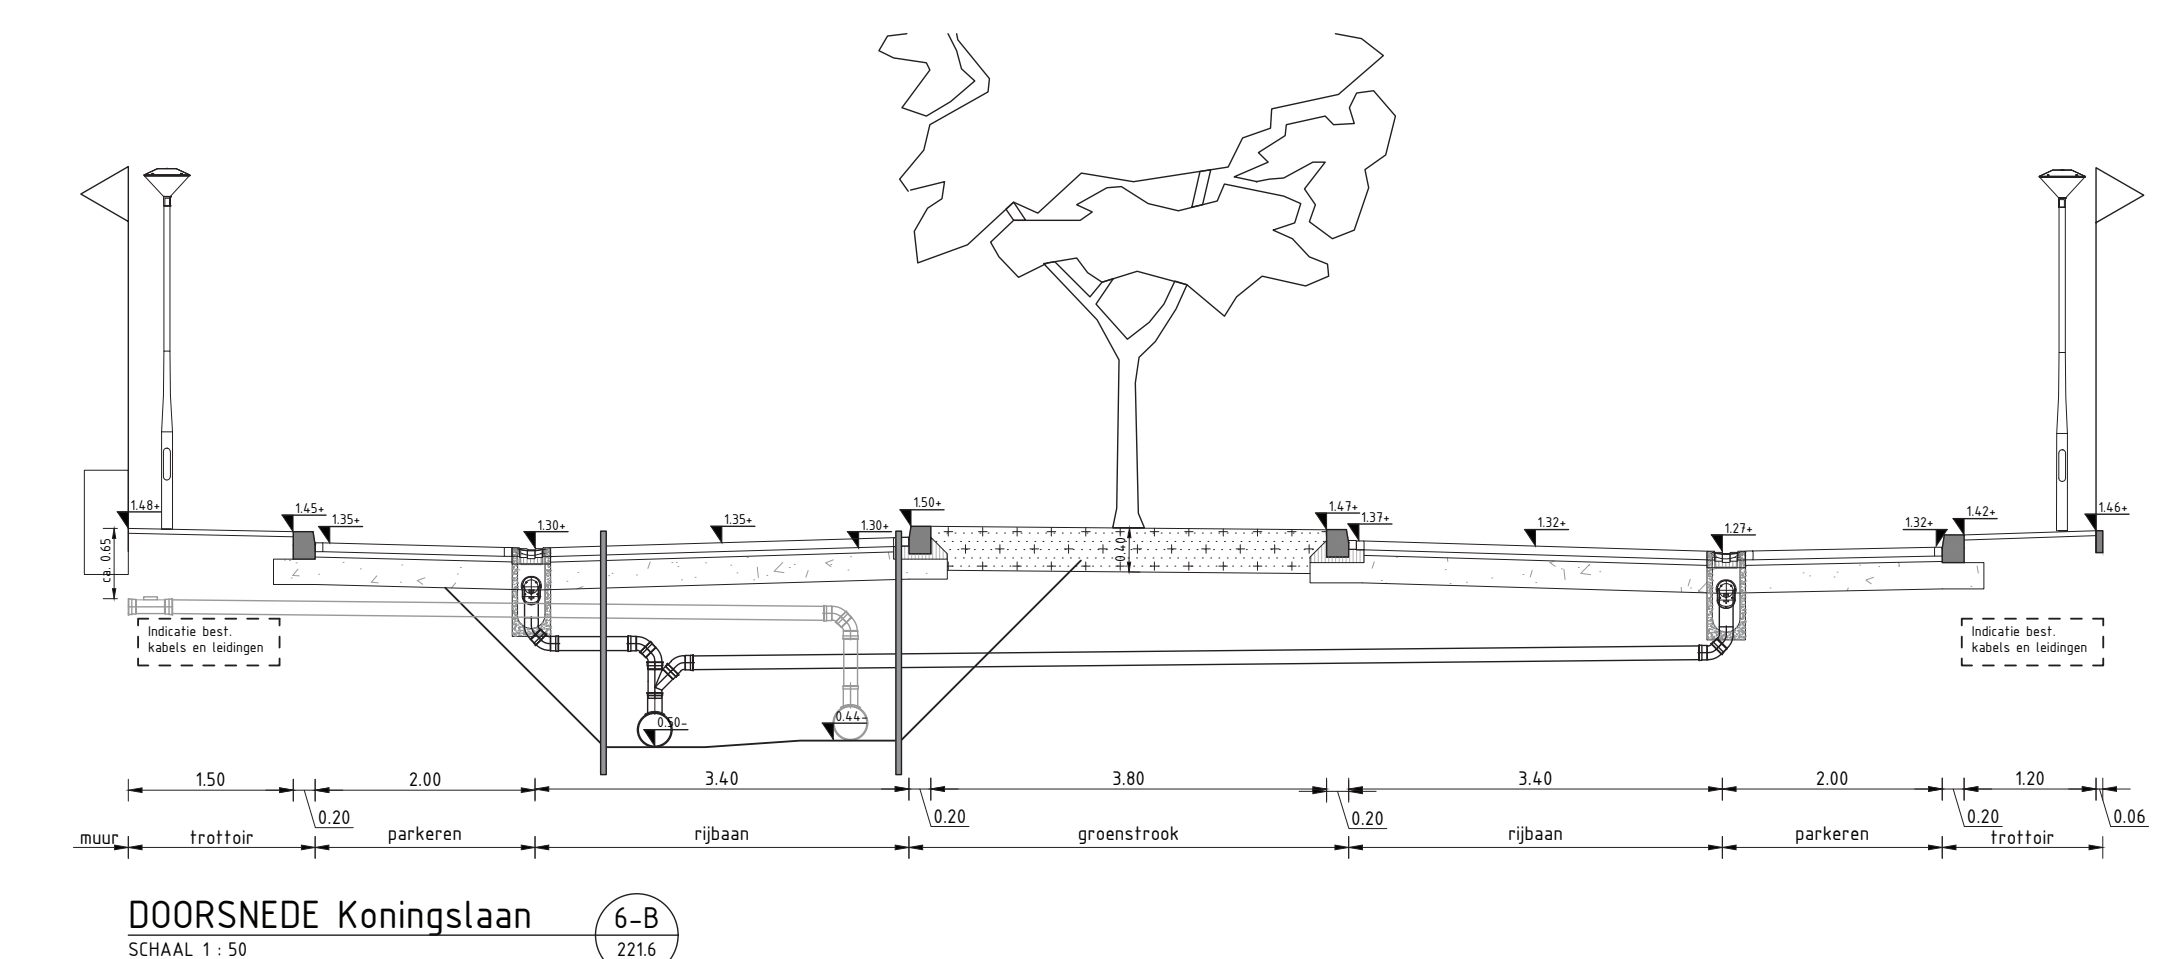 1.48+
1.45+
1.35+
1.30+
1.35+
1.30+
1.50+
1.47+
1.37+
1.32+
1.27+
1.32+
1.42+
1.46+
ca. 0.65
0.40
Indicatie best.
kabels en leidingen
Indicatie best.
kabels en leidingen
0.50-
0.44-
1.50 2.00 3.40 3.80 3.40 2.00 1.20
0.20 0.20 0.20 0.20 0.06
muur trottoir parkeren rijbaan groenstrook rijbaan parkeren trottoir
DOORSNEDE Koningslaan 6-B
SCHAAL 1 : 50 221.6